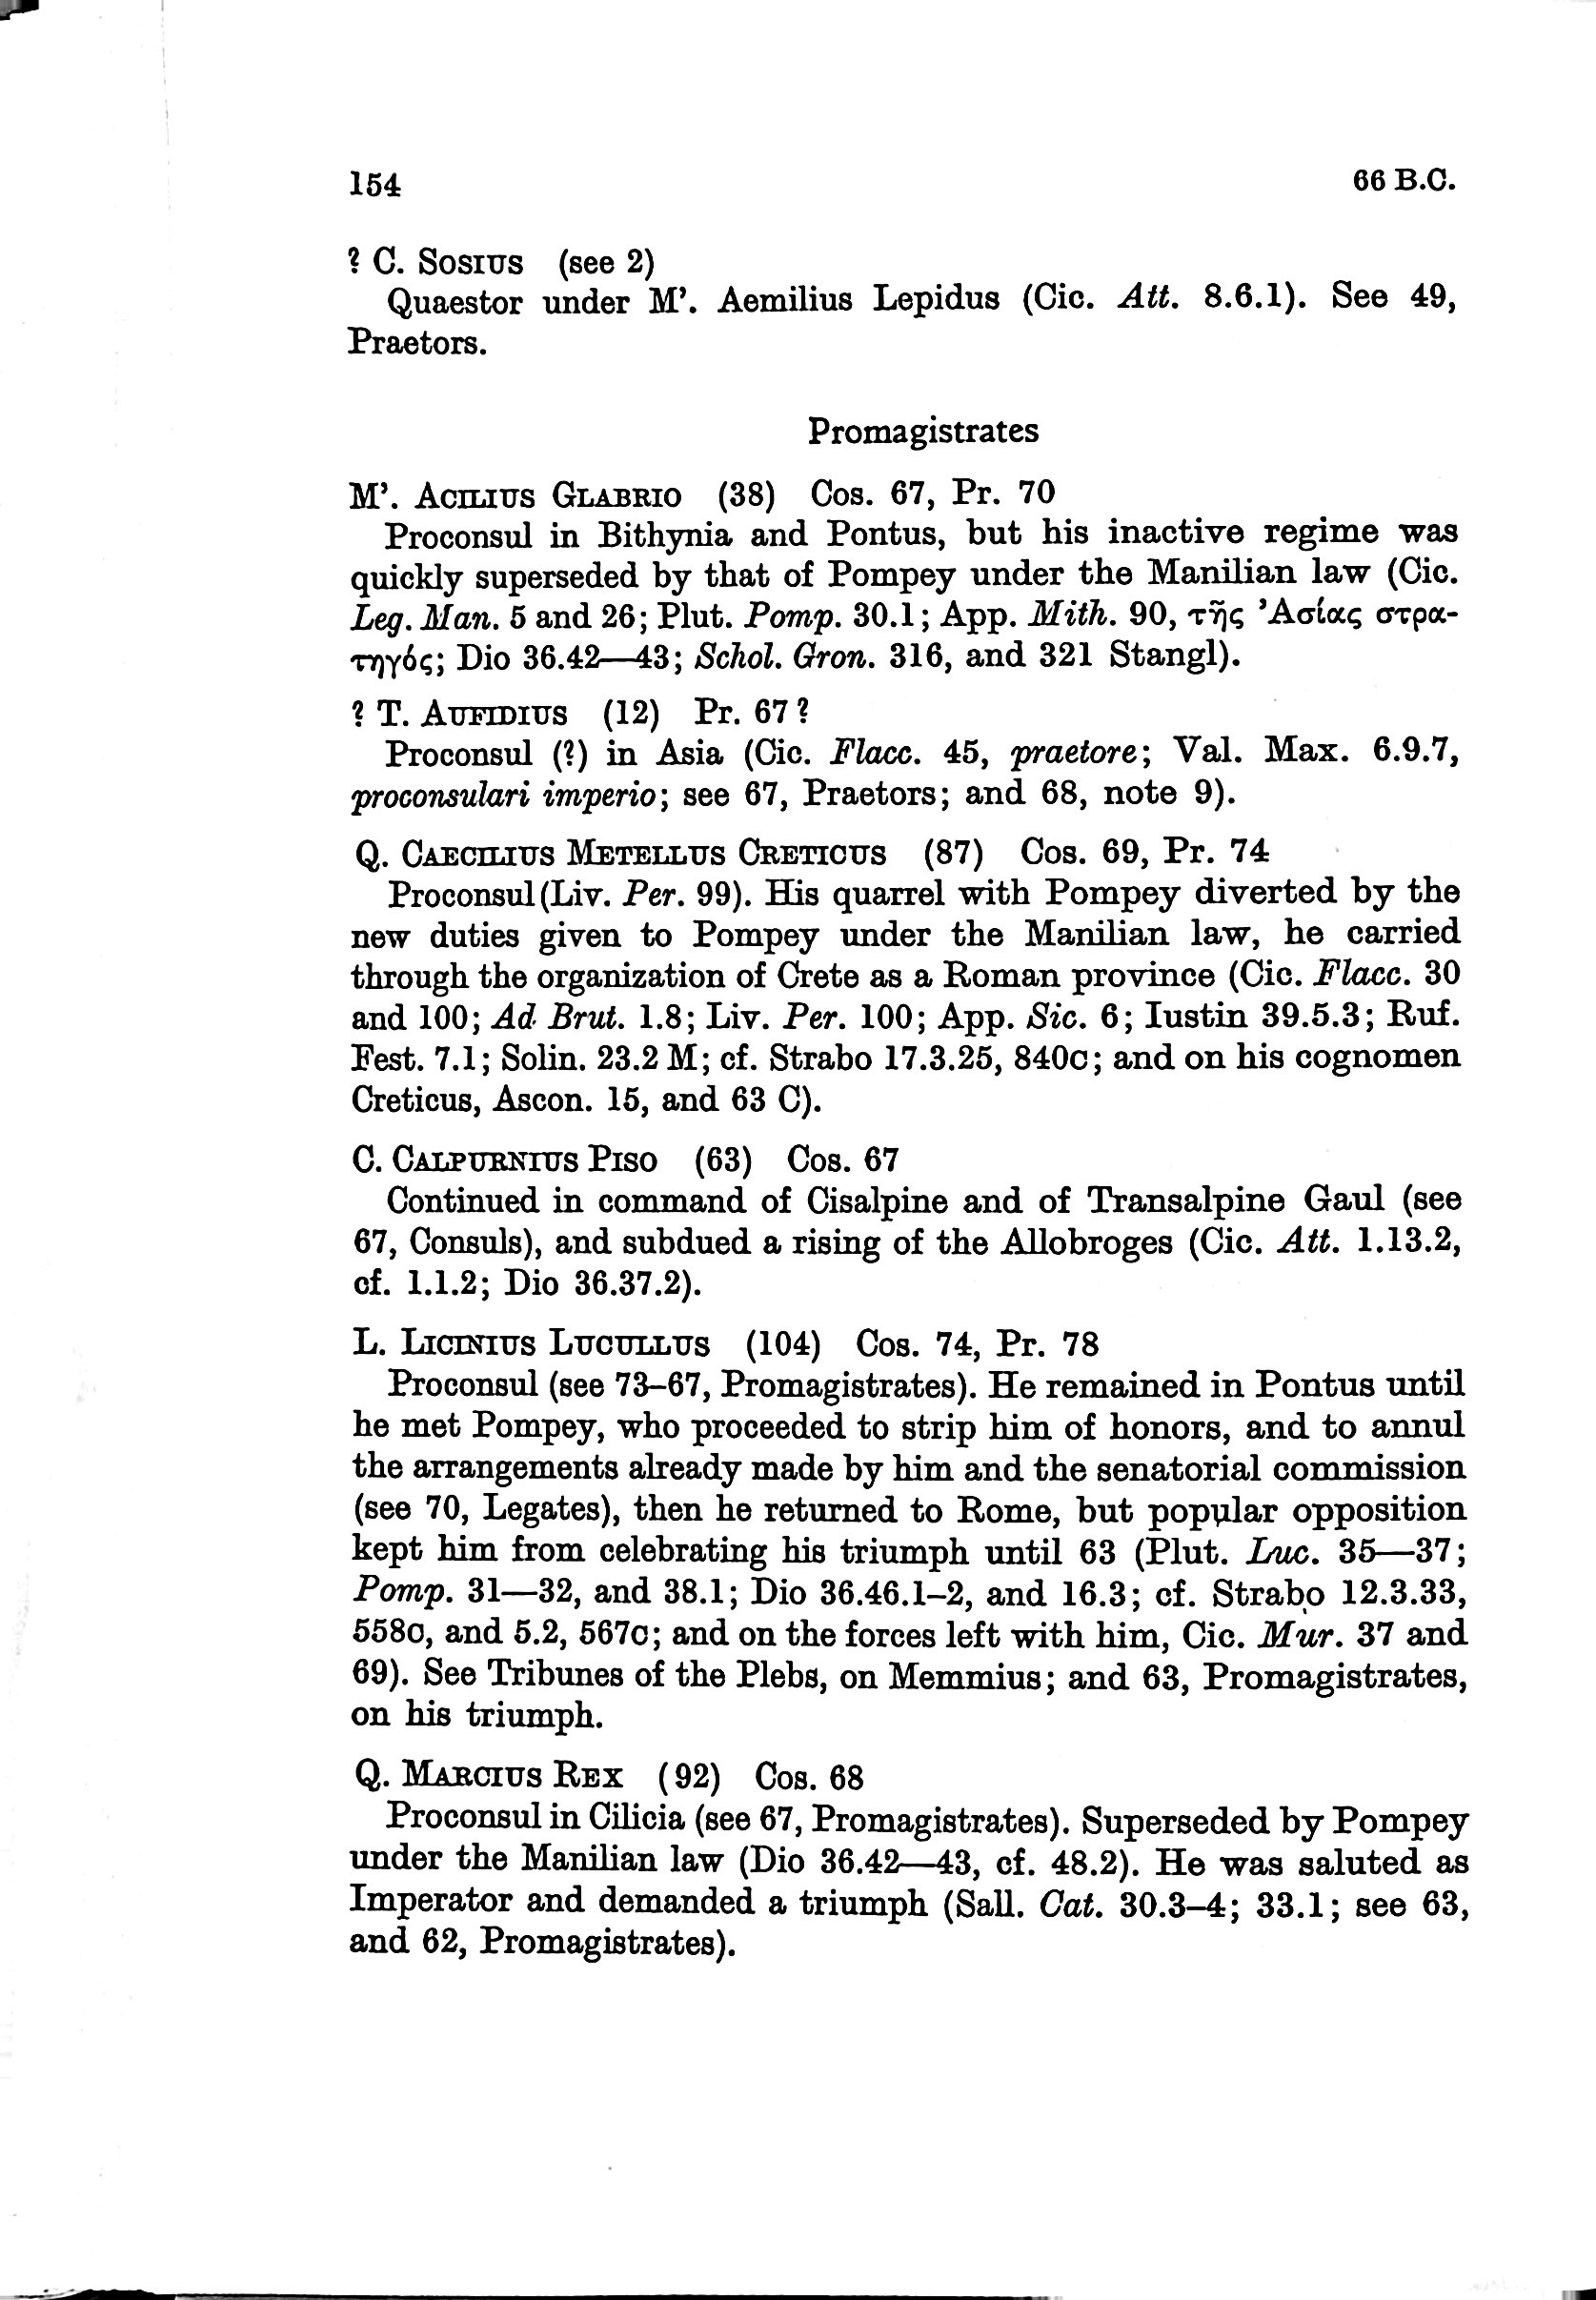 154 66 B.C.
? C. Sosius (see 2)
Quaestor under M’. Aemilius Lepidus (Cic. Att. 8.6.1). See 49,
Praetors.
Promagistrates
M’. Acilius Glabrio (38) Cos. 67, Pr. 70
Proconsul in Bithynia and Pontus, but his inactive regime was
quickly superseded by that of Pompey under the Manilian law (Cic.
Leg. Man. 5 and 26; Plut. Pomp. 30.1; App. Mith. 90, τῆς ’Ασίας στρα-
τηγός; Dio 36.42—43; Schol. Gron. 316, and 321 Stangl).
? T. Aufidius (12) Pr. 67 ?
Proconsul (?) in Asia (Cic. Flacc. 45, praetore; Val. Max. 6.9.7,
proconsulari imperio; see 67, Praetors; and 68, note 9).
Q. Caecilius Metellus Creticus (87) Cos. 69, Pr. 74
Proconsul (Liv. Per. 99). His quarrel with Pompey diverted by the
new duties given to Pompey under the Manilian law, he carried
through the organization of Crete as a Roman province (Cic. Flacc. 30
and 100; Ad Brut. 1.8; Liv. Per. 100; App. Sic. 6; Iustin 39.5.3; Ruf.
Fest. 7.1; Solin. 23.2 M; cf. Strabo 17.3.25, 840c; and on his cognomen
Creticus, Ascon. 15, and 63 C).
C. Calpurnius Piso (63) Cos. 67
Continued in command of Cisalpine and of Transalpine Gaul (see
67, Consuls), and subdued a rising of the Allobroges (Cic. Att. 1.13.2,
cf. 1.1.2; Dio 36.37.2).
L. Licinius Lucullus (104) Cos. 74, Pr. 78
Proconsul (see 73–67, Promagistrates). He remained in Pontus until
he met Pompey, who proceeded to strip him of honors, and to annul
the arrangements already made by him and the senatorial commission
(see 70, Legates), then he returned to Rome, but popular opposition
kept him from celebrating his triumph until 63 (Plut. Luc. 35—37;
Pomp. 31—32, and 38.1; Dio 36.46.1–2, and 16.3; cf. Strabo 12.3.33,
558c, and 5.2, 567c; and on the forces left with him, Cic. Mur. 37 and
69). See Tribunes of the Plebs, on Memmius; and 63, Promagistrates,
on his triumph.
Q. Marcius Rex (92) Cos. 68
Proconsul in Cilicia (see 67, Promagistrates). Superseded by Pompey
under the Manilian law (Dio 36.42—43, cf. 48.2). He was saluted as
Imperator and demanded a triumph (Sall. Cat. 30.3–4; 33.1; see 63,
and 62, Promagistrates).